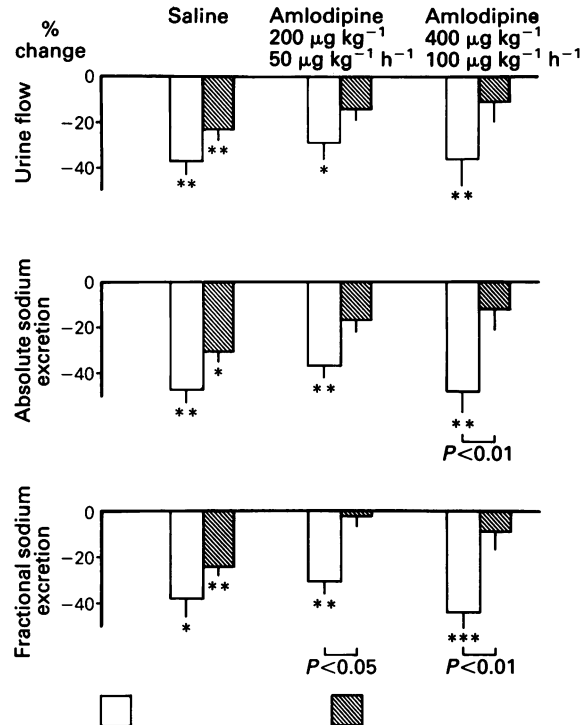 %
change
Saline
Amlodipine
200 µg kg⁻¹
50 µg kg⁻¹ h⁻¹
Amlodipine
400 µg kg⁻¹
100 µg kg⁻¹ h⁻¹
Urine flow
0
−20
−40
**
**
*
**
Absolute sodium
excretion
0
−20
−40
**
*
**
**
P<0.01
Fractional sodium
excretion
0
−20
−40
*
**
**
***
P<0.05
P<0.01